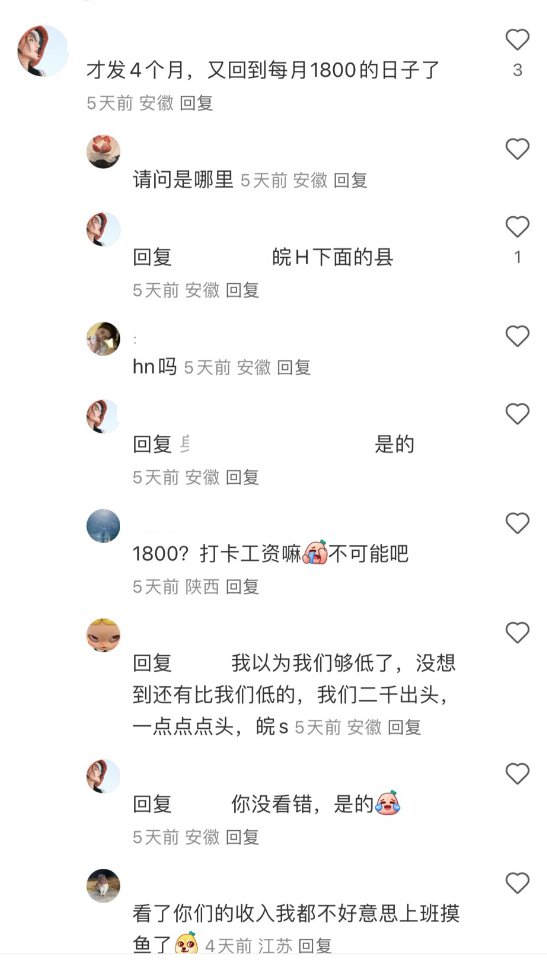 才发4个月，又回到每月1800的日子了
3
5天前 安徽 回复
请问是哪里 5天前 安徽 回复
回复 皖H下面的县
1
5天前 安徽 回复
:
hn吗 5天前 安徽 回复
回复 是的
5天前 安徽 回复
1800？打卡工资嘛不可能吧
5天前 陕西 回复
回复 我以为我们够低了，没想
到还有比我们低的，我们二千出头，
一点点点头，皖s 5天前 安徽 回复
回复 你没看错，是的
5天前 安徽 回复
看了你们的收入我都不好意思上班摸
鱼了 4天前 江苏 回复